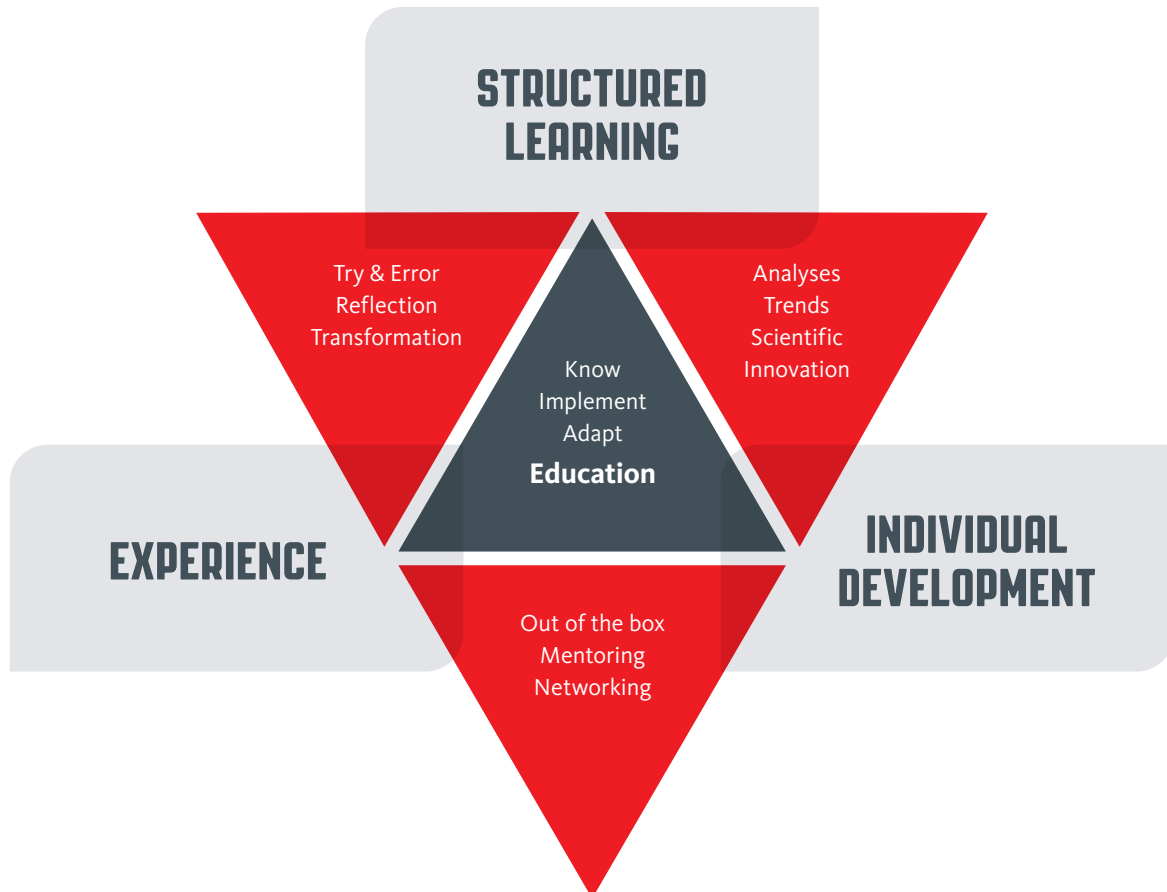 STRUCTURED
LEARNING
Try & Error
Reflection
Transformation
Analyses
Trends
Scientific
Innovation
Know
Implement
Adapt
Education
EXPERIENCE
INDIVIDUAL
DEVELOPMENT
Out of the box
Mentoring
Networking